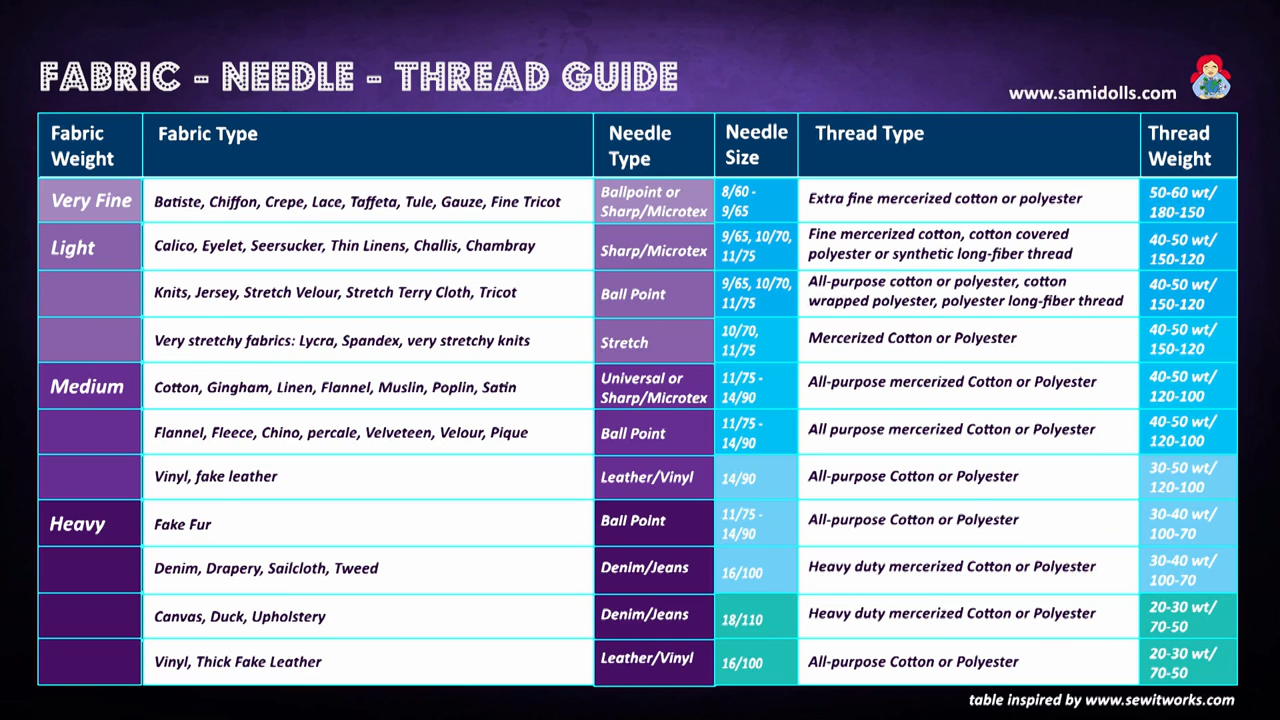 FABRIC - NEEDLE - THREAD GUIDE
www.samidolls.com
Fabric Weight
Fabric Type
Needle Type
Needle Size
Thread Type
Thread Weight
Very Fine
Batiste, Chiffon, Crepe, Lace, Taffeta, Tule, Gauze, Fine Tricot
Ballpoint or
Sharp/Microtex
8/60 -
9/65
Extra fine mercerized cotton or polyester
50-60 wt/
180-150
Light
Calico, Eyelet, Seersucker, Thin Linens, Challis, Chambray
Sharp/Microtex
9/65, 10/70,
11/75
Fine mercerized cotton, cotton covered
polyester or synthetic long-fiber thread
40-50 wt/
150-120
Knits, Jersey, Stretch Velour, Stretch Terry Cloth, Tricot
Ball Point
9/65, 10/70,
11/75
All-purpose cotton or polyester, cotton
wrapped polyester, polyester long-fiber thread
40-50 wt/
150-120
Very stretchy fabrics: Lycra, Spandex, very stretchy knits
Stretch
10/70,
11/75
Mercerized Cotton or Polyester
40-50 wt/
150-120
Medium
Cotton, Gingham, Linen, Flannel, Muslin, Poplin, Satin
Universal or
Sharp/Microtex
11/75 -
14/90
All-purpose mercerized Cotton or Polyester
40-50 wt/
120-100
Flannel, Fleece, Chino, percale, Velveteen, Velour, Pique
Ball Point
11/75 -
14/90
All purpose mercerized Cotton or Polyester
40-50 wt/
120-100
Vinyl, fake leather
Leather/Vinyl
14/90
All-purpose Cotton or Polyester
30-50 wt/
120-100
Heavy
Fake Fur
Ball Point
11/75 -
14/90
All-purpose Cotton or Polyester
30-40 wt/
100-70
Denim, Drapery, Sailcloth, Tweed
Denim/Jeans
16/100
Heavy duty mercerized Cotton or Polyester
30-40 wt/
100-70
Canvas, Duck, Upholstery
Denim/Jeans
18/110
Heavy duty mercerized Cotton or Polyester
20-30 wt/
70-50
Vinyl, Thick Fake Leather
Leather/Vinyl
16/100
All-purpose Cotton or Polyester
20-30 wt/
70-50
table inspired by www.sewitworks.com